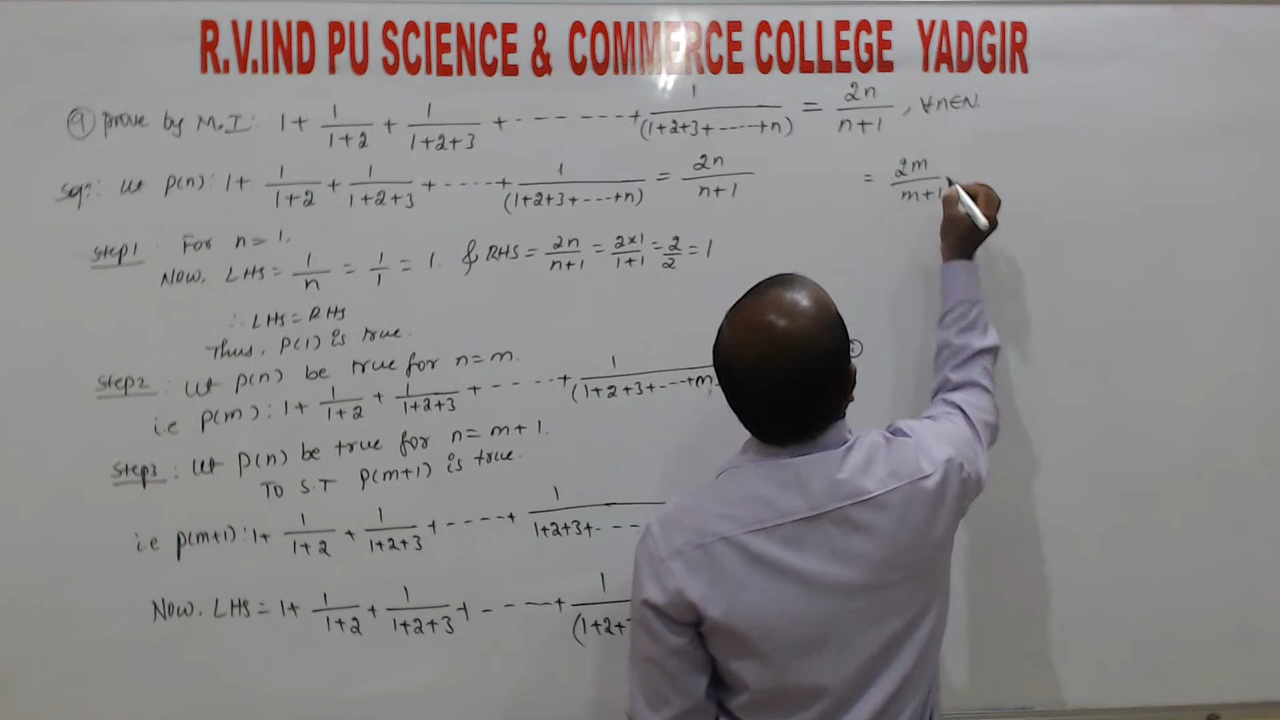 R.V.IND PU SCIENCE & COMMERCE COLLEGE YADGIR
9) prove by M.I: 1 + 1/(1+2) + 1/(1+2+3) + ------- + 1/(1+2+3+-----+n) = 2n/(n+1), ∀n∈N
Let p(n): 1 + 1/(1+2) + 1/(1+2+3) + ----- + 1/(1+2+3+----+n) = 2n/(n+1)
Step1 : For n=1.
Now, LHS = 1/n = 1/1 = 1. & RHS = 2n/(n+1) = 2×1/(1+1) = 2/2 = 1
∴ LHS = RHS
Thus, P(1) is true.
Step2 : Let p(n) be true for n=m.
i.e p(m): 1 + 1/(1+2) + 1/(1+2+3) + ----- + 1/(1+2+3+----+m
Step3 : Let p(n) be true for n=m+1.
TO S.T P(m+1) is true.
i.e p(m+1): 1 + 1/(1+2) + 1/(1+2+3) + ----- + 1/(1+2+3+----
Now. LHS = 1 + 1/(1+2) + 1/(1+2+3) + ---- + 1/(1+2+
= 2m/(m+1